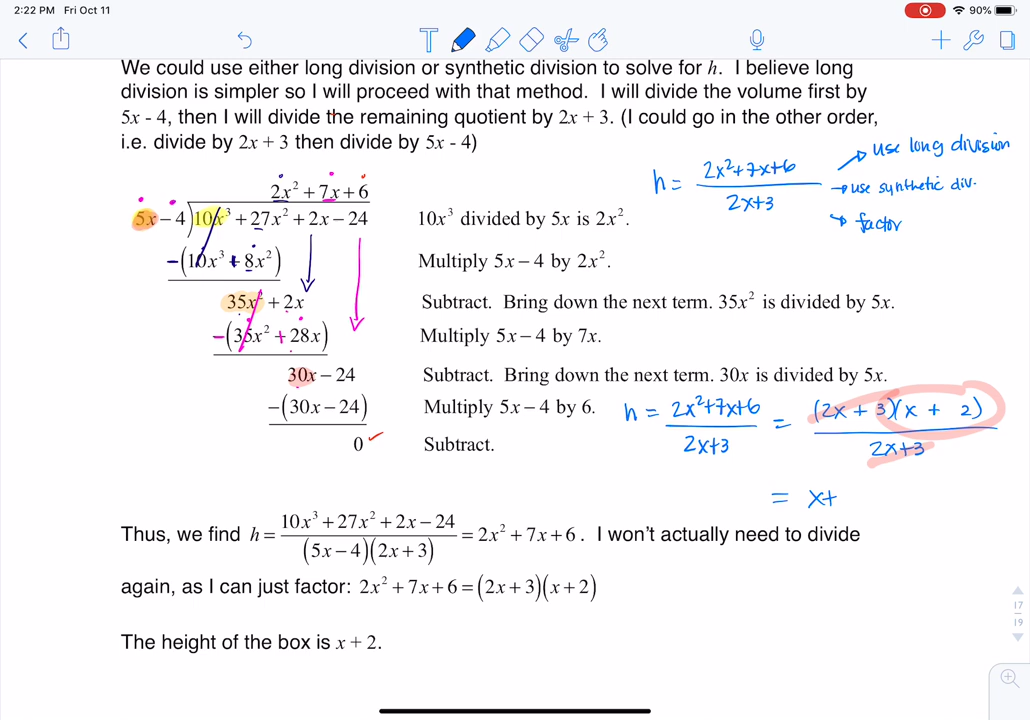 2:22 PM Fri Oct 11 90%
We could use either long division or synthetic division to solve for h. I believe long
division is simpler so I will proceed with that method. I will divide the volume first by
5x - 4, then I will divide the remaining quotient by 2x + 3. (I could go in the other order,
i.e. divide by 2x + 3 then divide by 5x - 4)
h = (2x²+7x+6)/(2x+3)
use long division
use synthetic div.
factor
2x² + 7x + 6
5x − 4)10x³ + 27x² + 2x − 24 10x³ divided by 5x is 2x².
−(10x³ + 8x²) Multiply 5x − 4 by 2x².
35x² + 2x Subtract. Bring down the next term. 35x² is divided by 5x.
−(35x² + 28x) Multiply 5x − 4 by 7x.
30x − 24 Subtract. Bring down the next term. 30x is divided by 5x.
−(30x − 24) Multiply 5x − 4 by 6.
0 Subtract.
h = (2x²+7x+6)/(2x+3) = (2x + 3)(x + 2)/(2x+3)
= x+
Thus, we find h = (10x³ + 27x² + 2x − 24)/((5x − 4)(2x + 3)) = 2x² + 7x + 6. I won't actually need to divide
again, as I can just factor: 2x² + 7x + 6 = (2x + 3)(x + 2)
The height of the box is x + 2.
17
19